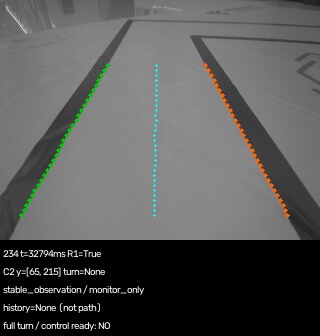 234 t=32794ms R1=True
C2 y=[65, 215] turn=None
stable_observation / monitor_only
history=None (not path)
full turn / control ready: NO